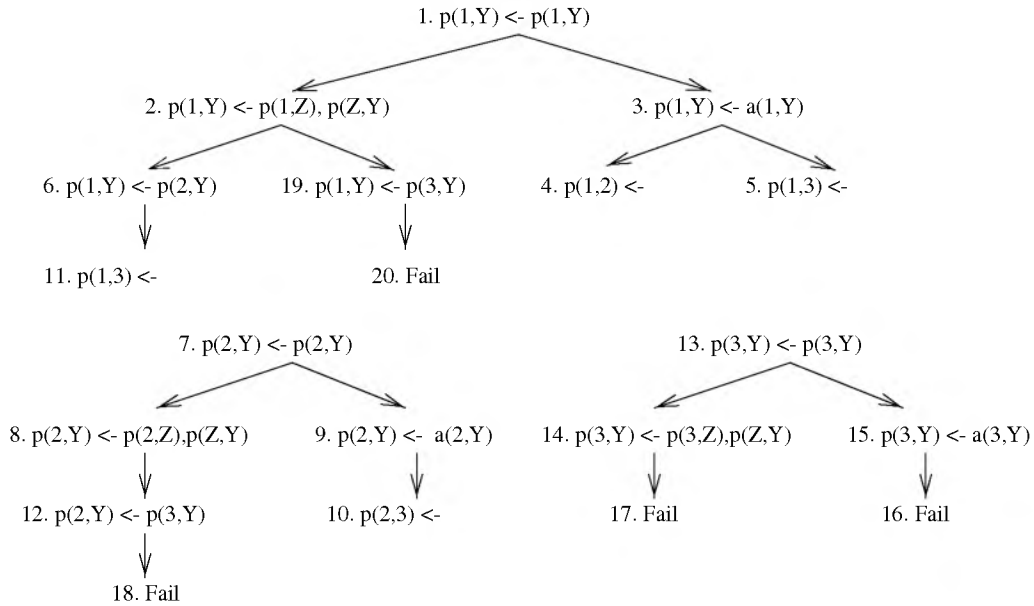 1. p(1,Y) <- p(1,Y)
2. p(1,Y) <- p(1,Z), p(Z,Y)
3. p(1,Y) <- a(1,Y)
6. p(1,Y) <- p(2,Y)
19. p(1,Y) <- p(3,Y)
4. p(1,2) <-
5. p(1,3) <-
11. p(1,3) <-
20. Fail
7. p(2,Y) <- p(2,Y)
13. p(3,Y) <- p(3,Y)
8. p(2,Y) <- p(2,Z),p(Z,Y)
9. p(2,Y) <- a(2,Y)
14. p(3,Y) <- p(3,Z),p(Z,Y)
15. p(3,Y) <- a(3,Y)
12. p(2,Y) <- p(3,Y)
10. p(2,3) <-
17. Fail
16. Fail
18. Fail